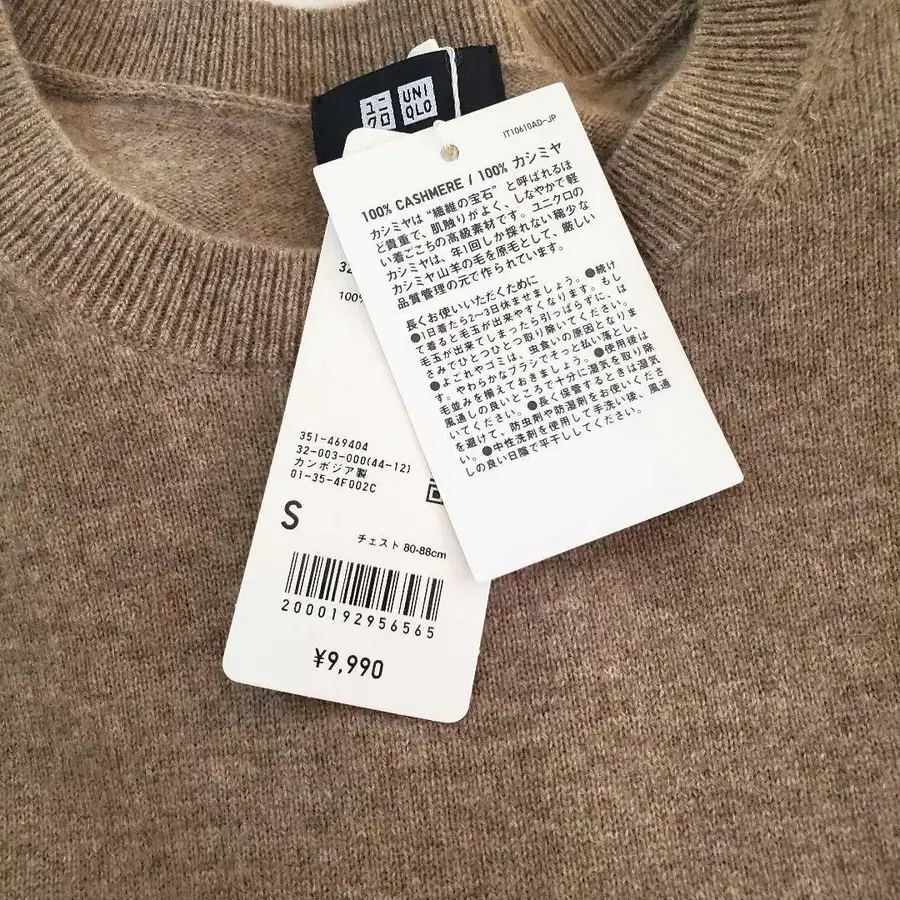 ユニクロ
UNI
QLO
IT10610AD-JP
100% CASHMERE / 100% カシミヤ
カシミヤは“繊維の宝石”と呼ばれるほ
ど貴重で、肌触りがよく、しなやかで軽
い着ごこちの高級素材です。ユニクロの
カシミヤは、年1回しか採れない稀少な
カシミヤ山羊の毛を原毛として、厳しい
品質管理の元で作られています。
長くお使いいただくために
●1日着たら2〜3日休ませましょう。●続け
て着ると毛玉が出来やすくなります。もし
毛玉が出来てしまったら引っぱらずに、は
さみでひとつひとつ取り除いてください。
●よごれやゴミは、虫食いの原因となりま
す。やわらかなブラシでそっと払い落とし、
毛並みを揃えておきましょう。●使用後は
風通しの良いところで十分に湿気を取り除
いてください。●長く保管するときは湿気
を避けて、防虫剤や防湿剤をお使いくださ
い。●中性洗剤を使用して手洗い後、風通
しの良い日陰で平干ししてください。
32
100%
351-469404
32-003-000(44-12)
カンボジア製
01-35-4F002C
S
チェスト 80-88cm
2000192956565
¥9,990